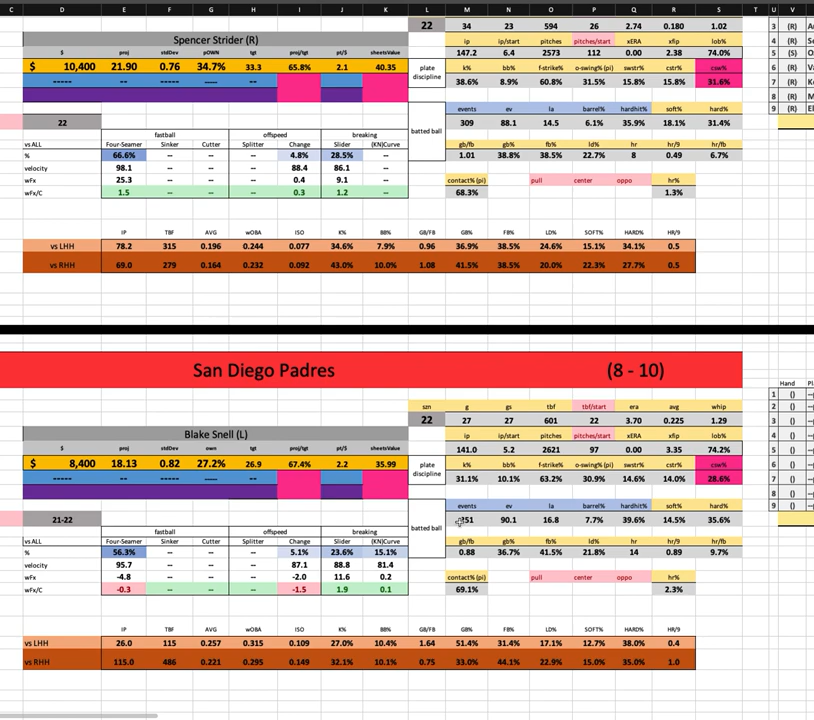 C D E F G H I J K L M N O P Q R S T U V
22 34 23 594 26 2.74 0.180 1.02 3 (R)
Spencer Strider (R) ip ip/start pitches pitches/start xERA xfip lob% 4 (R)
$ proj stdDev pOWN tgt proj/tgt pt/$ sheetsValue 147.2 6.4 2573 112 0.00 2.38 74.0% 5 (S)
$ 10,400 21.90 0.76 34.7% 33.3 65.8% 2.1 40.35 plate discipline k% bb% f-strike% o-swing% (pi) swstr% cstr% csw% 6 (R)
----- -- --- — -- 38.6% 8.9% 60.8% 31.5% 15.8% 15.8% 31.6% 7 (R)
8 (R)
events ev la barrel% hardhit% soft% hard% 9 (R)
22 batted ball 309 88.1 14.5 6.1% 35.9% 18.1% 31.4%
fastball offspeed breaking
vs ALL Four-Seamer Sinker Cutter Splitter Change Slider (KN)Curve gb/fb gb% fb% ld% hr hr/9 hr/fb
% 66.6% -- -- -- 4.8% 28.5% -- 1.01 38.8% 38.5% 22.7% 8 0.49 6.7%
velocity 98.1 -- -- -- 88.4 86.1 --
wFx 25.3 -- -- -- 0.4 9.1 -- contact% (pi) pull center oppo hr%
wFx/C 1.5 -- -- -- 0.3 1.2 -- 68.3% 1.3%
IP TBF AVG wOBA ISO K% BB% GB/FB GB% FB% LD% SOFT% HARD% HR/9
vs LHH 78.2 315 0.196 0.244 0.077 34.6% 7.9% 0.96 36.9% 38.5% 24.6% 15.1% 34.1% 0.5
vs RHH 69.0 279 0.164 0.232 0.092 43.0% 10.0% 1.08 41.5% 38.5% 20.0% 22.3% 27.7% 0.5
San Diego Padres (8 - 10)
Hand
1 ()
szn g gs tbf tbf/start era avg whip 2 ()
22 27 27 601 22 3.70 0.225 1.29 3 ()
Blake Snell (L) ip ip/start pitches pitches/start xERA xfip lob% 4 ()
$ proj stdDev own tgt proj/tgt pt/$ sheetsValue 141.0 5.2 2621 97 0.00 3.35 74.2% 5 ()
$ 8,400 18.13 0.82 27.2% 26.9 67.4% 2.2 35.99 plate discipline k% bb% f-strike% o-swing% (pi) swstr% cstr% csw% 6 ()
----- -- --- — -- 31.1% 10.1% 63.2% 30.9% 14.6% 14.0% 28.6% 7 ()
8 ()
events ev la barrel% hardhit% soft% hard% 9 ()
21-22 batted ball 90.1 16.8 7.7% 39.6% 14.5% 35.6%
fastball offspeed breaking
vs ALL Four-Seamer Sinker Cutter Splitter Change Slider (KN)Curve gb/fb gb% fb% ld% hr hr/9 hr/fb
% 56.3% -- -- -- 5.1% 23.6% 15.1% 0.88 36.7% 41.5% 21.8% 14 0.89 9.7%
velocity 95.7 -- -- -- 87.1 88.8 81.4
wFx -4.8 -- -- -- -2.0 11.6 0.2 contact% (pi) pull center oppo hr%
wFx/C -0.3 -- -- -- -1.5 1.9 0.1 69.1% 2.3%
IP TBF AVG wOBA ISO K% BB% GB/FB GB% FB% LD% SOFT% HARD% HR/9
vs LHH 26.0 115 0.257 0.315 0.109 27.0% 10.4% 1.64 51.4% 31.4% 17.1% 12.7% 38.0% 0.4
vs RHH 115.0 486 0.221 0.295 0.149 32.1% 10.1% 0.75 33.0% 44.1% 22.9% 15.0% 35.0% 1.0